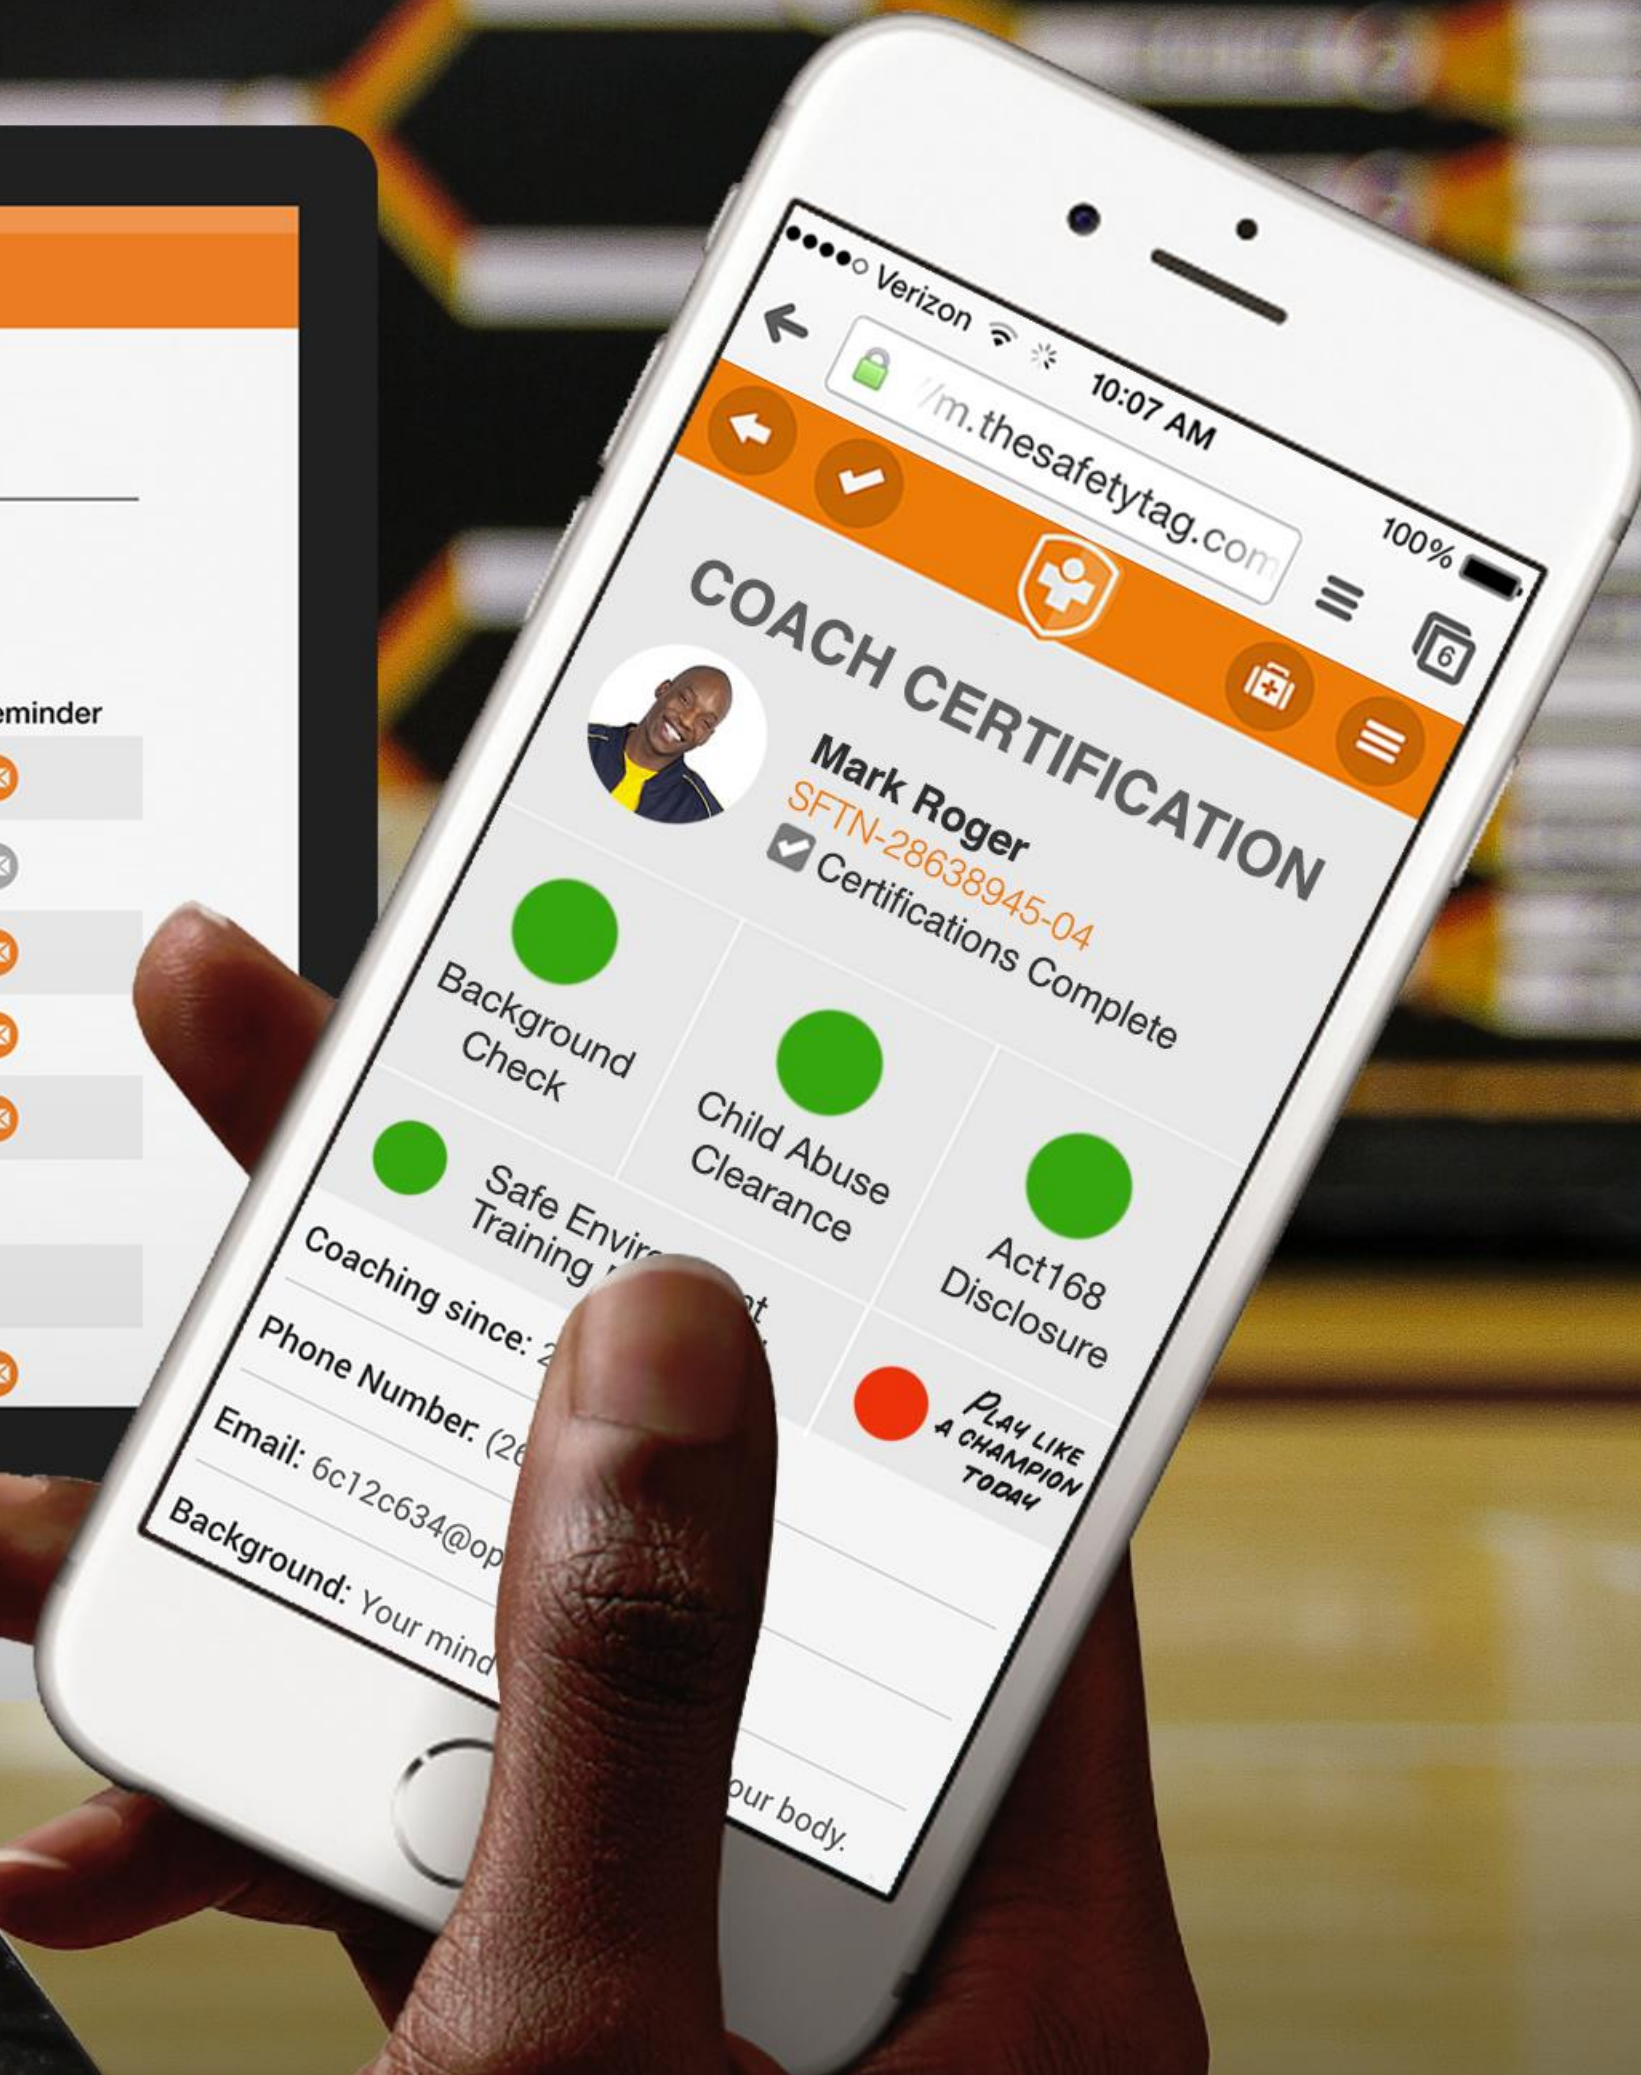 Verizon 10:07 AM 100%
//m.thesafetytag.com
6
COACH CERTIFICATION
Mark Roger
SFTN-28638945-04
Certifications Complete
Background
Check
Child Abuse
Clearance
Act168
Disclosure
Safe
Training
PLAY LIKE
A CHAMPION
TODAY
Coaching since:
Phone Number: (26
Email: 6c12c634@op
Background: Your mind
our body.